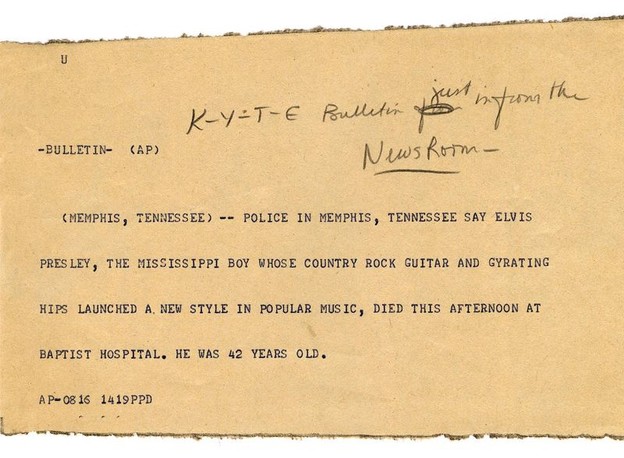 U
K-Y-T-E Bulletin just in from the
NewsRoom-
-BULLETIN- (AP)
(MEMPHIS, TENNESSEE) -- POLICE IN MEMPHIS, TENNESSEE SAY ELVIS
PRESLEY, THE MISSISSIPPI BOY WHOSE COUNTRY ROCK GUITAR AND GYRATING
HIPS LAUNCHED A NEW STYLE IN POPULAR MUSIC, DIED THIS AFTERNOON AT
BAPTIST HOSPITAL. HE WAS 42 YEARS OLD.
AP-0816 1419PPD